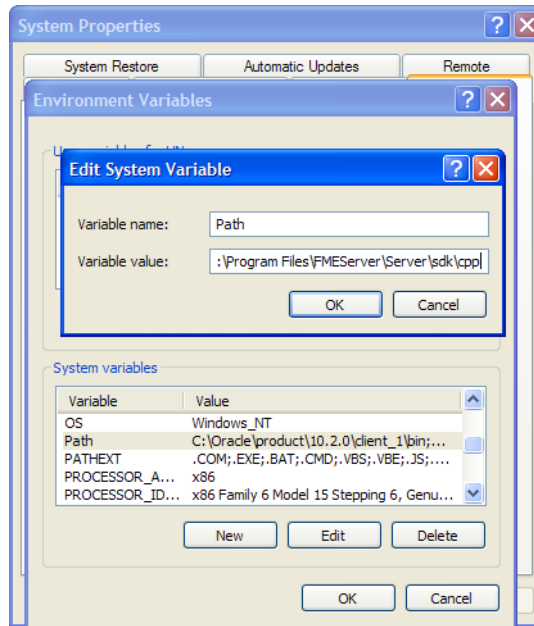 System Properties
System Restore Automatic Updates Remote
Environment Variables
Edit System Variable
Variable name: Path
Variable value: :\Program Files\FMEServer\Server\sdk\cpp
OK Cancel
System variables
Variable Value
OS Windows_NT
Path C:\Oracle\product\10.2.0\client_1\bin;...
PATHEXT .COM;.EXE;.BAT;.CMD;.VBS;.VBE;.JS;....
PROCESSOR_A... x86
PROCESSOR_ID... x86 Family 6 Model 15 Stepping 6, Genu...
New Edit Delete
OK Cancel